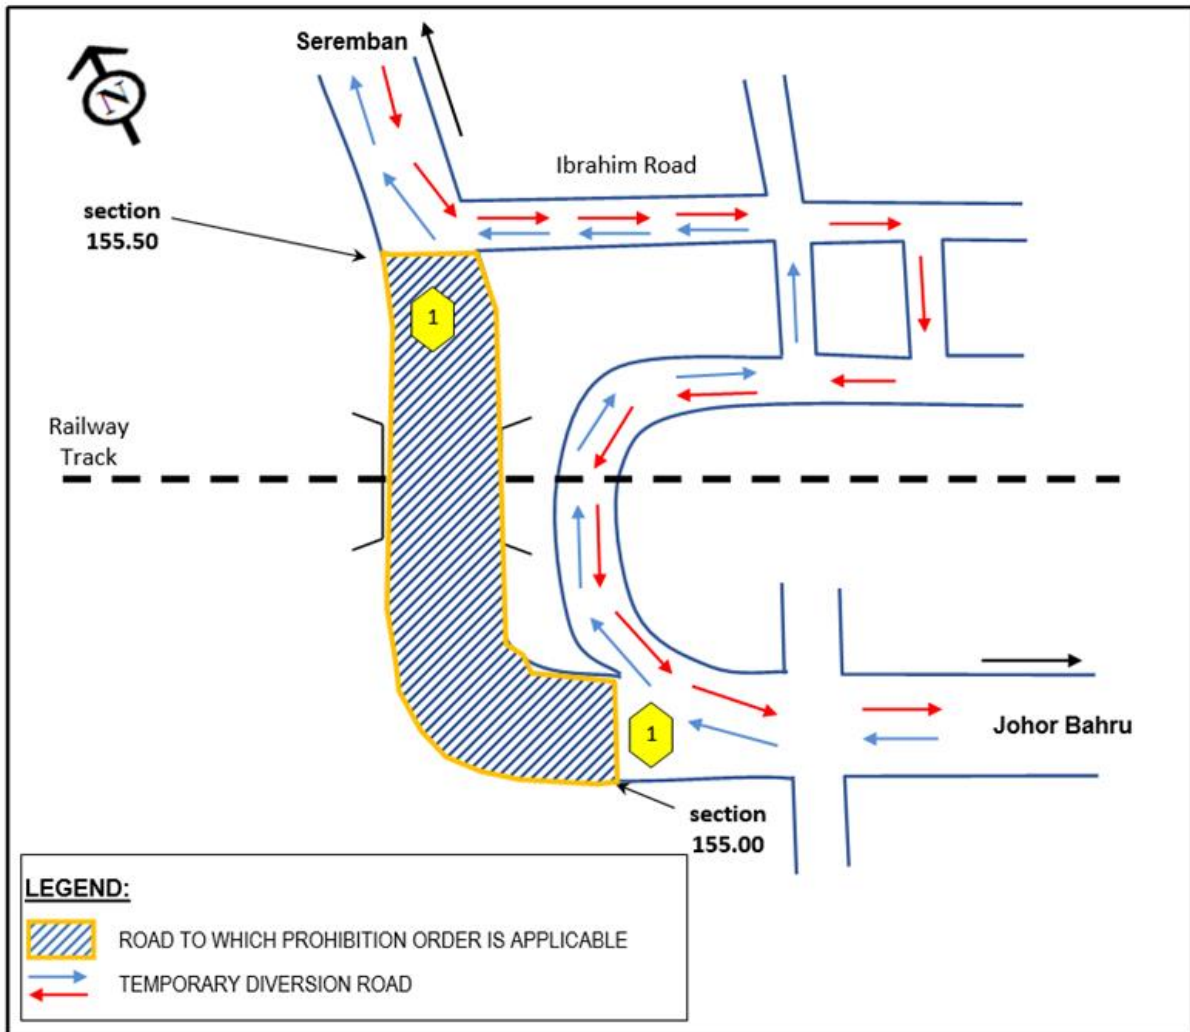 Seremban
N
Ibrahim Road
section
155.50
1
Railway
Track
1
Johor Bahru
section
155.00
LEGEND:
ROAD TO WHICH PROHIBITION ORDER IS APPLICABLE
TEMPORARY DIVERSION ROAD